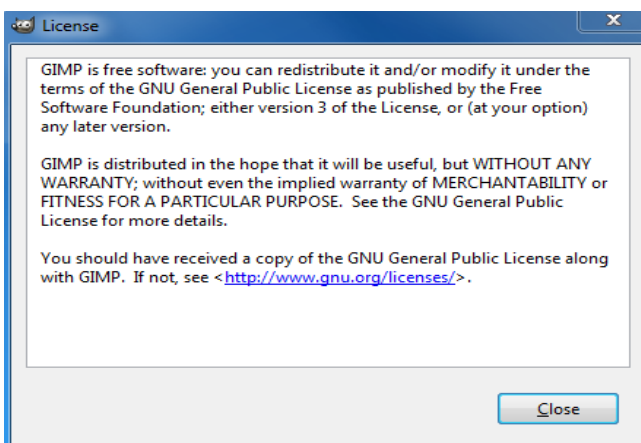 License
GIMP is free software: you can redistribute it and/or modify it under the
terms of the GNU General Public License as published by the Free
Software Foundation; either version 3 of the License, or (at your option)
any later version.
GIMP is distributed in the hope that it will be useful, but WITHOUT ANY
WARRANTY; without even the implied warranty of MERCHANTABILITY or
FITNESS FOR A PARTICULAR PURPOSE.  See the GNU General Public
License for more details.
You should have received a copy of the GNU General Public License along
with GIMP.  If not, see <http://www.gnu.org/licenses/>.
Close